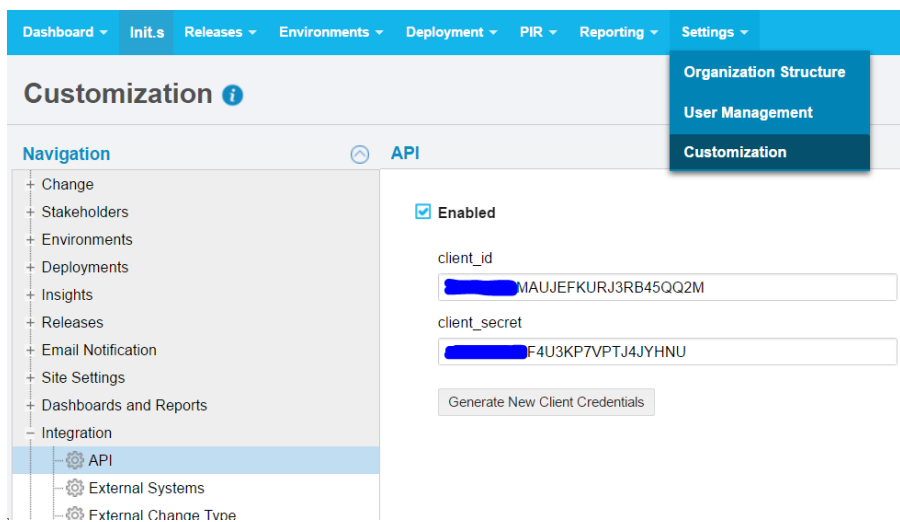 Dashboard Init.s Releases Environments Deployment PIR Reporting Settings
Organization Structure
User Management
Customization
Customization
Navigation
Change
Stakeholders
Environments
Deployments
Insights
Releases
Email Notification
Site Settings
Dashboards and Reports
Integration
API
External Systems
External Change Type
API
Enabled
client_id
MAUJEFKURJ3RB45QQ2M
client_secret
F4U3KP7VPTJ4JYHNU
Generate New Client Credentials